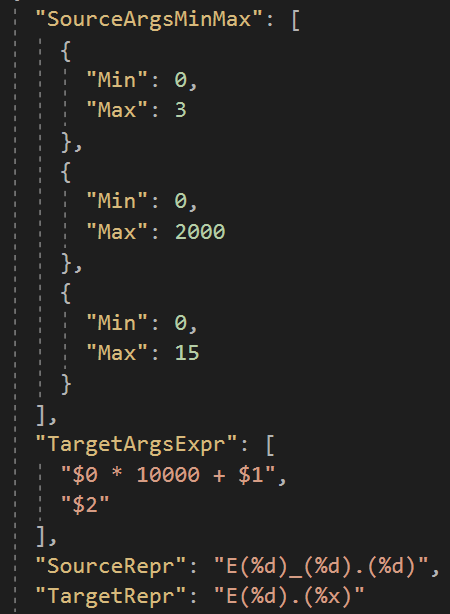 "SourceArgsMinMax": [
{
"Min": 0,
"Max": 3
},
{
"Min": 0,
"Max": 2000
},
{
"Min": 0,
"Max": 15
}
],
"TargetArgsExpr": [
"$0 * 10000 + $1",
"$2"
],
"SourceRepr": "E(%d)_(%d).(%d)",
"TargetRepr": "E(%d).(%x)"